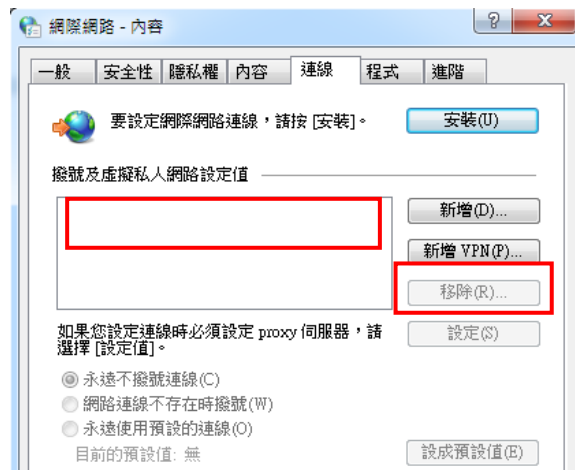 網際網路 - 內容
一般 安全性 隱私權 內容 連線 程式 進階
要設定網際網路連線，請按 [安裝]。
安裝(U)
撥號及虛擬私人網路設定值
新增(D)...
新增 VPN(P)...
移除(R)...
如果您設定連線時必須設定 proxy 伺服器，請
選擇 [設定值]。
設定(S)
永遠不撥號連線(C)
網路連線不存在時撥號(W)
永遠使用預設的連線(O)
目前的預設值: 無
設成預設值(E)